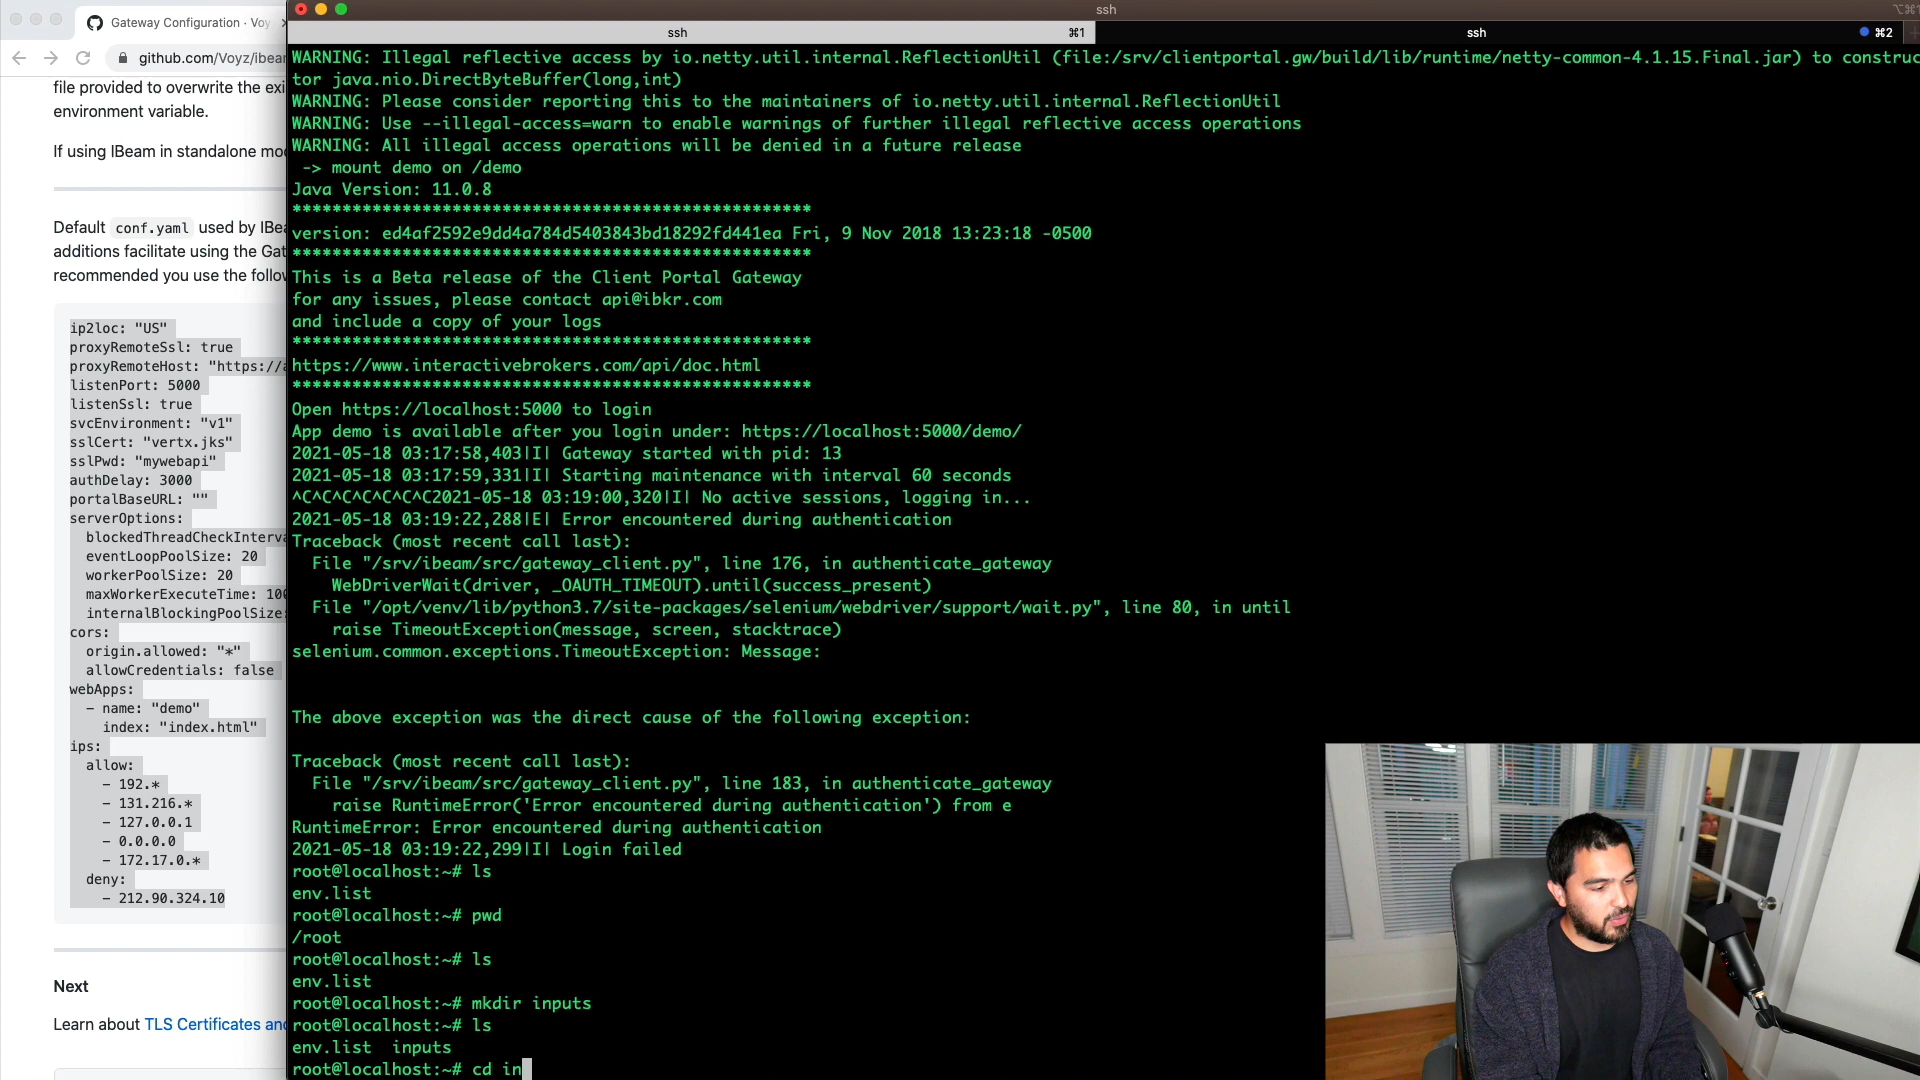 Gateway Configuration · Voy
github.com/Voyz/ibea
file provided to overwrite the exi
environment variable.
If using IBeam in standalone mo
Default conf.yaml used by IBea
additions facilitate using the Gat
recommended you use the follow
ip2loc: "US"
proxyRemoteSsl: true
proxyRemoteHost: "https://a
listenPort: 5000
listenSsl: true
svcEnvironment: "v1"
sslCert: "vertx.jks"
sslPwd: "mywebapi"
authDelay: 3000
portalBaseURL: ""
serverOptions:
blockedThreadCheckInterva
eventLoopPoolSize: 20
workerPoolSize: 20
maxWorkerExecuteTime: 100
internalBlockingPoolSize:
cors:
origin.allowed: "*"
allowCredentials: false
webApps:
- name: "demo"
index: "index.html"
ips:
allow:
- 192.*
- 131.216.*
- 127.0.0.1
- 0.0.0.0
- 172.17.0.*
deny:
- 212.90.324.10
Next
Learn about TLS Certificates and
ssh
⌥⌘1
ssh ⌘1
ssh ⌘2
WARNING: Illegal reflective access by io.netty.util.internal.ReflectionUtil (file:/srv/clientportal.gw/build/lib/runtime/netty-common-4.1.15.Final.jar) to construc
tor java.nio.DirectByteBuffer(long,int)
WARNING: Please consider reporting this to the maintainers of io.netty.util.internal.ReflectionUtil
WARNING: Use --illegal-access=warn to enable warnings of further illegal reflective access operations
WARNING: All illegal access operations will be denied in a future release
-> mount demo on /demo
Java Version: 11.0.8
****************************************************
version: ed4af2592e9dd4a784d5403843bd18292fd441ea Fri, 9 Nov 2018 13:23:18 -0500
****************************************************
This is a Beta release of the Client Portal Gateway
for any issues, please contact api@ibkr.com
and include a copy of your logs
****************************************************
https://www.interactivebrokers.com/api/doc.html
****************************************************
Open https://localhost:5000 to login
App demo is available after you login under: https://localhost:5000/demo/
2021-05-18 03:17:58,403|I| Gateway started with pid: 13
2021-05-18 03:17:59,331|I| Starting maintenance with interval 60 seconds
^C^C^C^C^C^C^C2021-05-18 03:19:00,320|I| No active sessions, logging in...
2021-05-18 03:19:22,288|E| Error encountered during authentication
Traceback (most recent call last):
File "/srv/ibeam/src/gateway_client.py", line 176, in authenticate_gateway
WebDriverWait(driver, _OAUTH_TIMEOUT).until(success_present)
File "/opt/venv/lib/python3.7/site-packages/selenium/webdriver/support/wait.py", line 80, in until
raise TimeoutException(message, screen, stacktrace)
selenium.common.exceptions.TimeoutException: Message:
The above exception was the direct cause of the following exception:
Traceback (most recent call last):
File "/srv/ibeam/src/gateway_client.py", line 183, in authenticate_gateway
raise RuntimeError('Error encountered during authentication') from e
RuntimeError: Error encountered during authentication
2021-05-18 03:19:22,299|I| Login failed
root@localhost:~# ls
env.list
root@localhost:~# pwd
/root
root@localhost:~# ls
env.list
root@localhost:~# mkdir inputs
root@localhost:~# ls
env.list  inputs
root@localhost:~# cd in